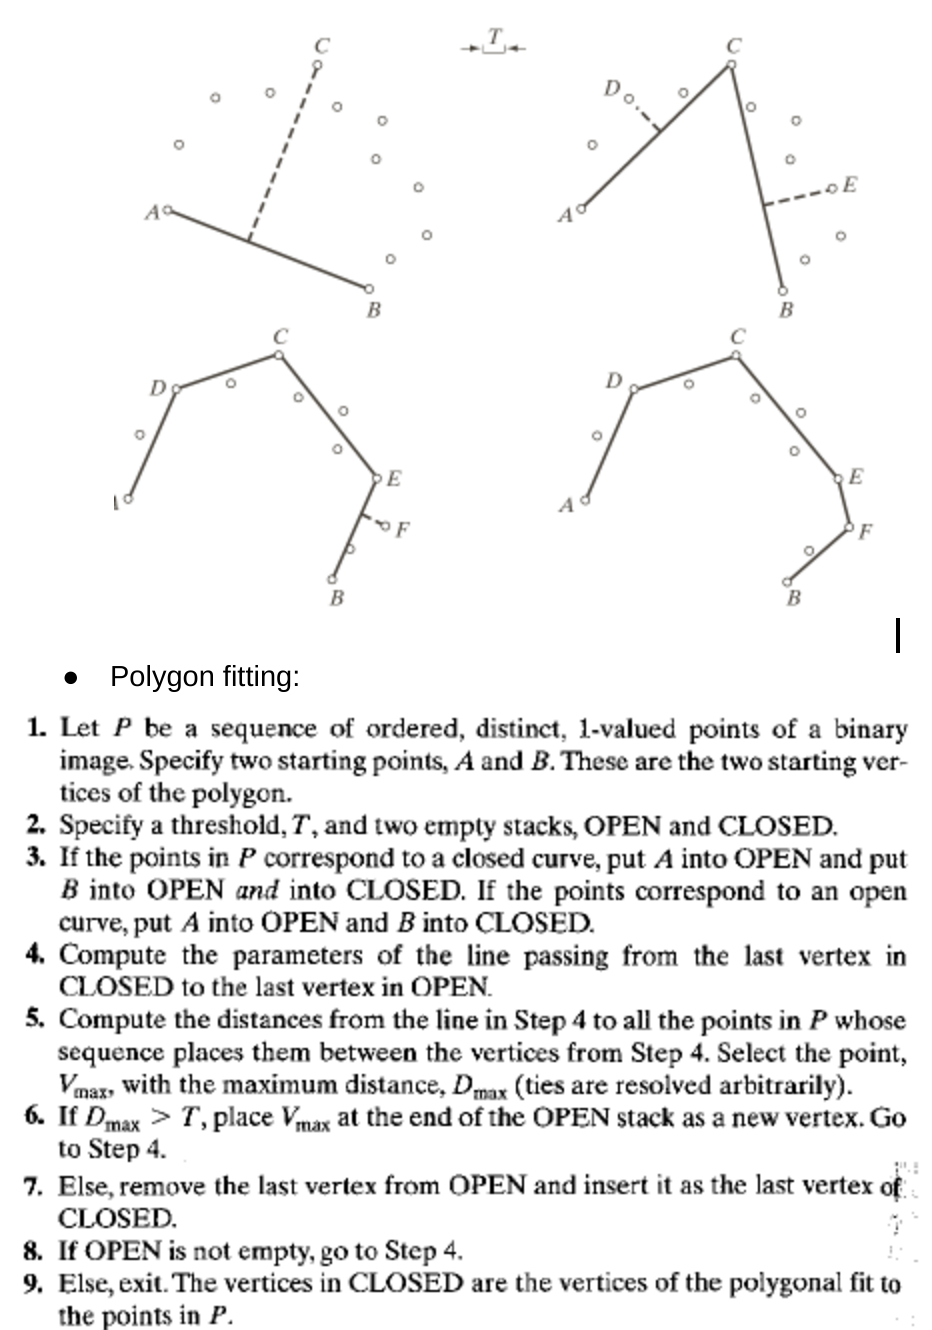 C
T
C
D
A
E
A
B
B
C
C
D
D
E
E
A
F
F
B
B
● Polygon fitting:
1. Let P be a sequence of ordered, distinct, 1-valued points of a binary
image. Specify two starting points, A and B. These are the two starting ver-
tices of the polygon.
2. Specify a threshold, T, and two empty stacks, OPEN and CLOSED.
3. If the points in P correspond to a closed curve, put A into OPEN and put
B into OPEN and into CLOSED. If the points correspond to an open
curve, put A into OPEN and B into CLOSED.
4. Compute the parameters of the line passing from the last vertex in
CLOSED to the last vertex in OPEN.
5. Compute the distances from the line in Step 4 to all the points in P whose
sequence places them between the vertices from Step 4. Select the point,
Vmax, with the maximum distance, Dmax (ties are resolved arbitrarily).
6. If Dmax > T, place Vmax at the end of the OPEN stack as a new vertex. Go
to Step 4.
7. Else, remove the last vertex from OPEN and insert it as the last vertex of
CLOSED.
8. If OPEN is not empty, go to Step 4.
9. Else, exit. The vertices in CLOSED are the vertices of the polygonal fit to
the points in P.